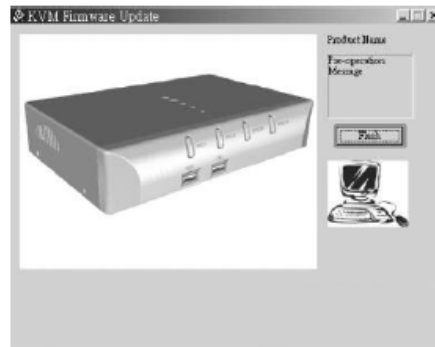 KVM Firmware Update
Product Name
Pre-operation
Message
Flash